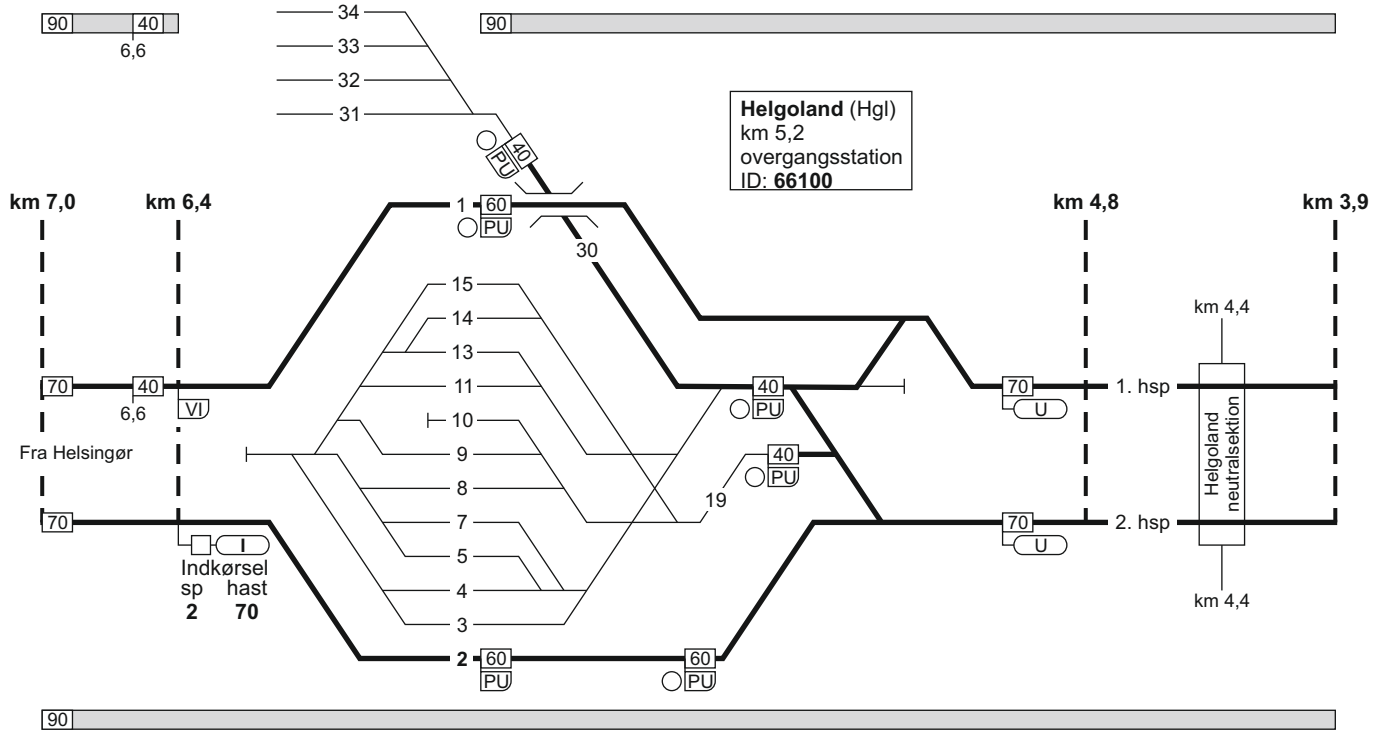 90 40 34 90
6,6 33
32
31
Helgoland (Hgl)
km 5,2
overgangsstation
ID: 66100
40
PU
km 7,0 km 6,4 1 60 km 4,8 km 3,9
PU
30
15
14 km 4,4
13
70 40 11 40 70 1. hsp
6,6 VI PU U
10
Fra Helsingør 9 40
PU
Helgoland
neutralsektion
8
19
70 7 70 2. hsp
I U
Indkørsel 5
sp hast 4
2 70 km 4,4
3
2 60 60
PU PU
90